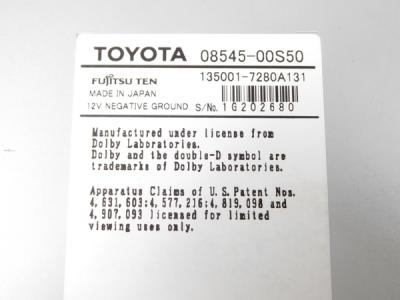 TOYOTA 08545-00S50
FUJITSU TEN 135001-7280A131
MADE IN JAPAN
12V NEGATIVE GROUND S/No. 1G202680
Manufactured under license from
Dolby Laboratories.
Dolby and the double-D symbol are
trademarks of Dolby Laboratories.
Apparatus Claims of U.S. Patent Nos.
4,631,603;4,577,216;4,819,098 and
4,907,093 licensed for limited
viewing uses only.